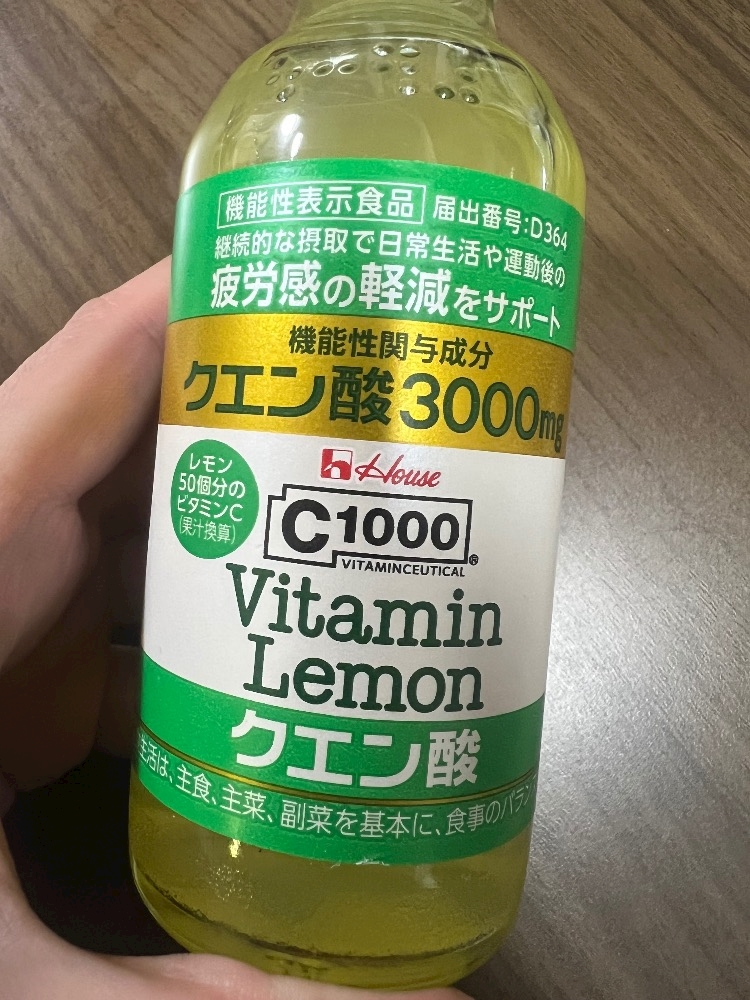 機能性表示食品 届出番号:D364
継続的な摂取で日常生活や運動後の
疲労感の軽減をサポート
機能性関与成分
クエン酸3000mg
レモン
50個分の
ビタミンC
(果汁換算)
House
C1000
VITAMINCEUTICAL®
Vitamin
Lemon
クエン酸
生活は、主食、主菜、副菜を基本に、食事のバラン